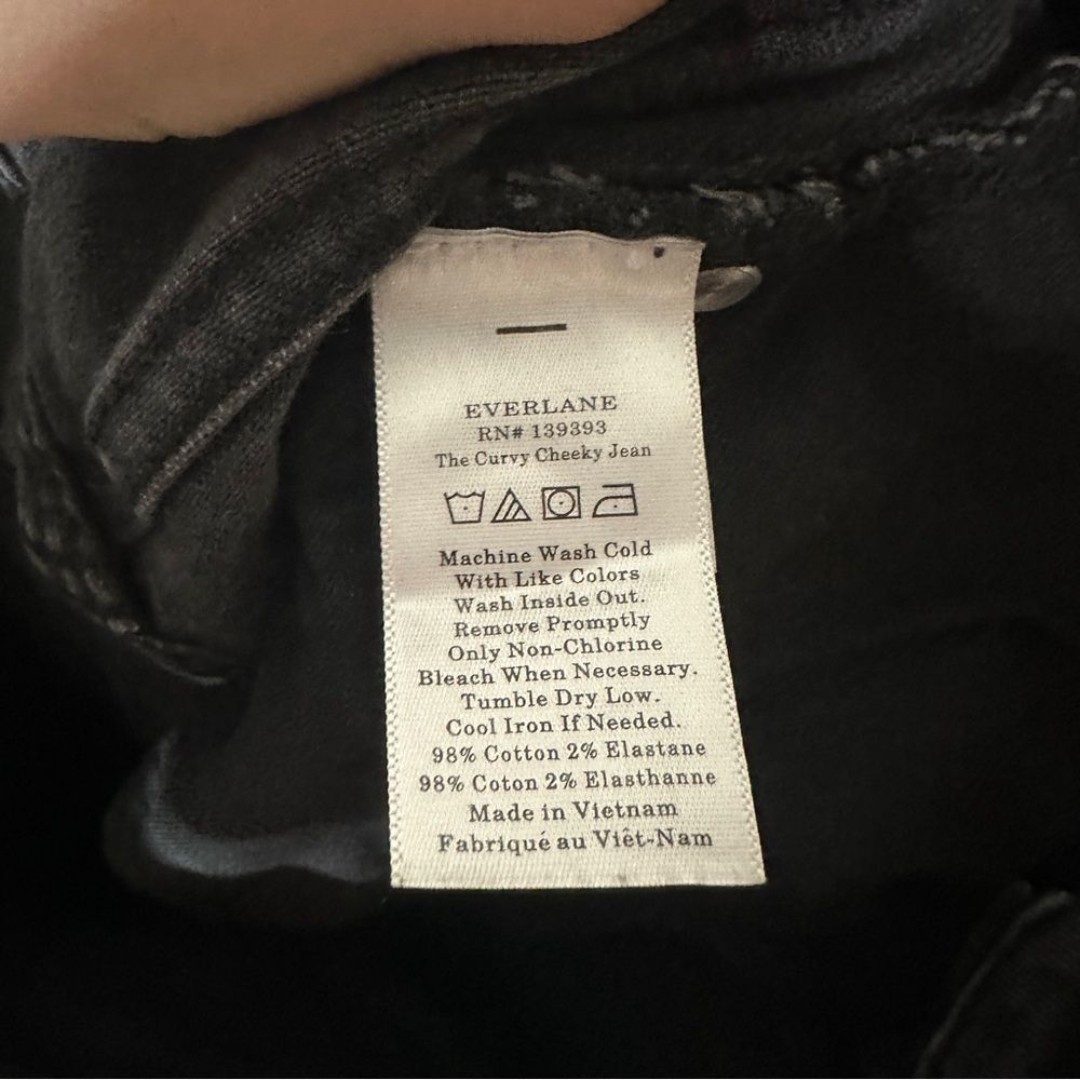 EVERLANE
RN# 139393
The Curvy Cheeky Jean
Machine Wash Cold
With Like Colors
Wash Inside Out.
Remove Promptly
Only Non-Chlorine
Bleach When Necessary.
Tumble Dry Low.
Cool Iron If Needed.
98% Cotton 2% Elastane
98% Coton 2% Elasthanne
Made in Vietnam
Fabriqué au Viêt-Nam